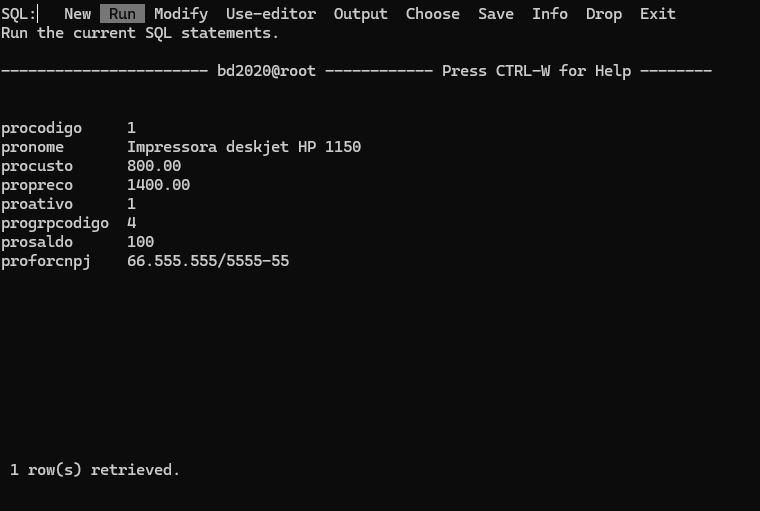 SQL:   New  Run  Modify  Use-editor  Output  Choose  Save  Info  Drop  Exit
Run the current SQL statements.
----------------------- bd2020@root ------------ Press CTRL-W for Help --------
procodigo     1
pronome       Impressora deskjet HP 1150
procusto      800.00
propreco      1400.00
proativo      1
progrpcodigo  4
prosaldo      100
proforcnpj    66.555.555/5555-55
1 row(s) retrieved.